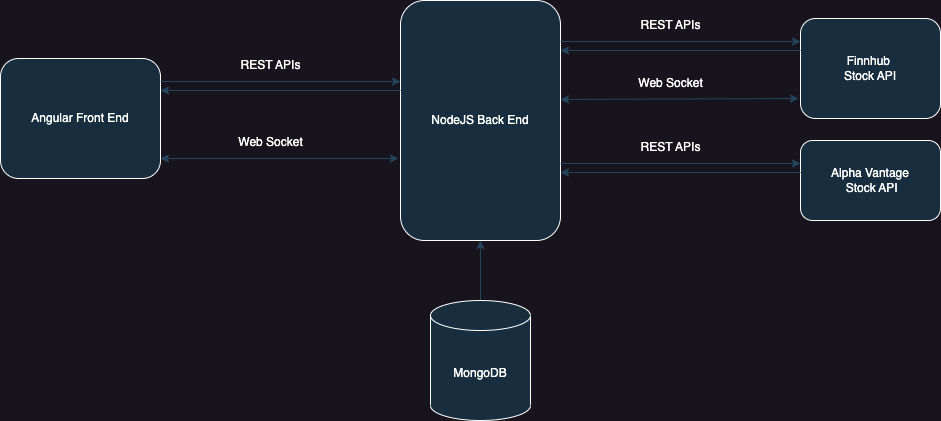 REST APIs
Finnhub
Stock API
REST APIs
Web Socket
Angular Front End
NodeJS Back End
Web Socket
REST APIs
Alpha Vantage
Stock API
MongoDB